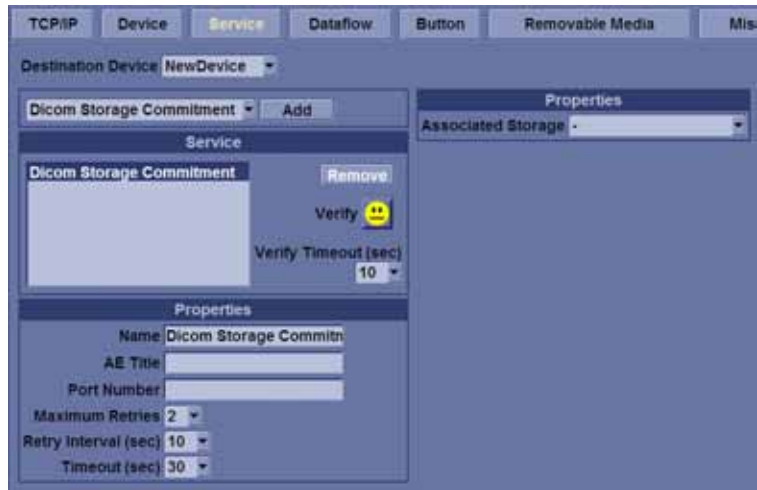 TCP/IP Device Service Dataflow Button Removable Media Mis
Destination Device NewDevice
Dicom Storage Commitment Add
Properties
Associated Storage -
Service
Dicom Storage Commitment
Remove
Verify
Verify Timeout (sec)
10
Properties
Name Dicom Storage Commitm
AE Title
Port Number
Maximum Retries 2
Retry Interval (sec) 10
Timeout (sec) 30